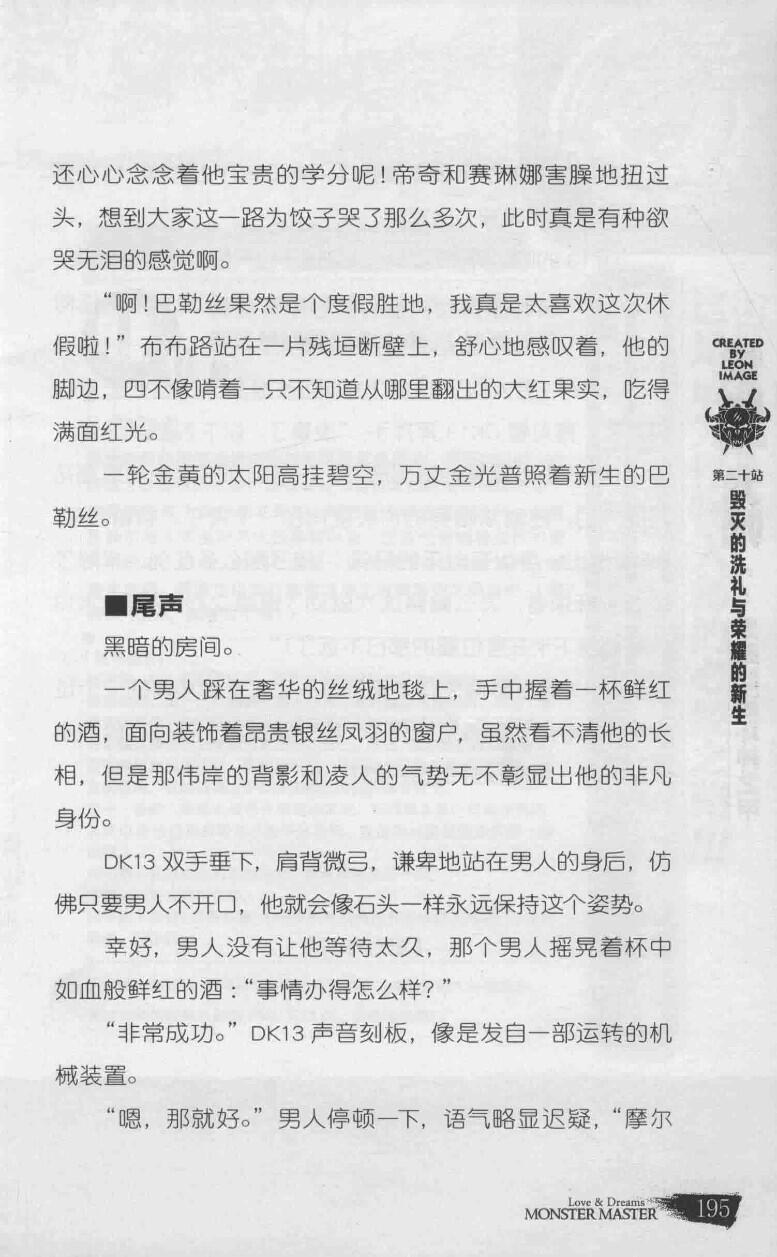 还心心念念着他宝贵的学分呢！帝奇和赛琳娜害臊地扭过
头，想到大家这一路为饺子哭了那么多次，此时真是有种欲
哭无泪的感觉啊。
“啊！巴勒丝果然是个度假胜地，我真是太喜欢这次休
假啦！”布布路站在一片残垣断壁上，舒心地感叹着，他的
脚边，四不像啃着一只不知道从哪里翻出的大红果实，吃得
满面红光。
一轮金黄的太阳高挂碧空，万丈金光普照着新生的巴
勒丝。
■尾声
黑暗的房间。
一个男人踩在奢华的丝绒地毯上，手中握着一杯鲜红
的酒，面向装饰着昂贵银丝凤羽的窗户，虽然看不清他的长
相，但是那伟岸的背影和凌人的气势无不彰显出他的非凡
身份。
DK13 双手垂下，肩背微弓，谦卑地站在男人的身后，仿
佛只要男人不开口，他就会像石头一样永远保持这个姿势。
幸好，男人没有让他等待太久，那个男人摇晃着杯中
如血般鲜红的酒：“事情办得怎么样？”
“非常成功。”DK13 声音刻板，像是发自一部运转的机
械装置。
“嗯，那就好。”男人停顿一下，语气略显迟疑，“摩尔
CREATED
BY
LEON
IMAGE
第二十站
毁灭的洗礼与荣耀的新生
Love & Dreams
MONSTER MASTER
195